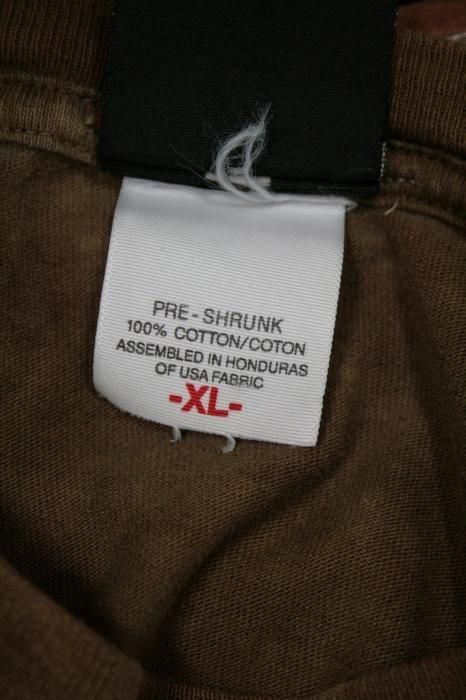 PRE-SHRUNK
100% COTTON/COTON
ASSEMBLED IN HONDURAS
OF USA FABRIC
-XL-